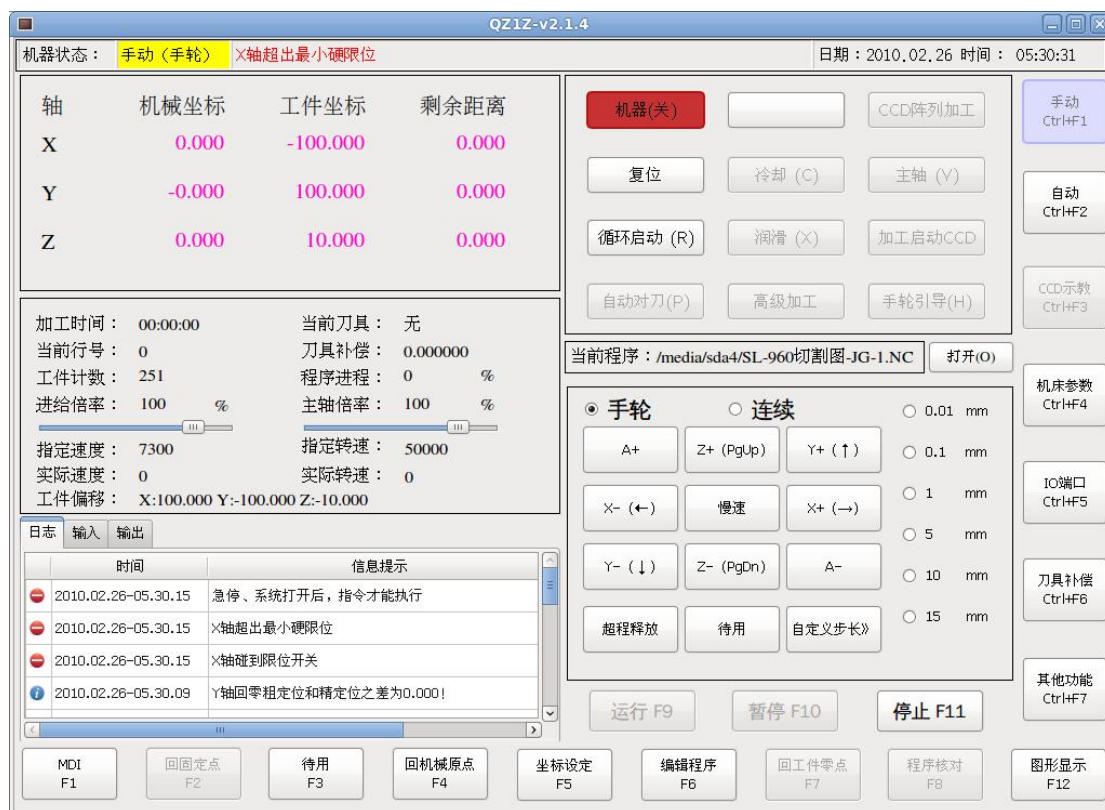 QZ1Z-v2.1.4
机器状态： 手动（手轮） X轴超出最小硬限位 日期：2010.02.26 时间： 05:30:31
轴 机械坐标 工件坐标 剩余距离
X 0.000 -100.000 0.000
Y -0.000 100.000 0.000
Z 0.000 10.000 0.000
机器(关) CCD阵列加工
复位 冷却 (C) 主轴 (V)
循环启动 (R) 润滑 (X) 加工启动CCD
自动对刀(P) 高级加工 手轮引导(H)
手动
Ctrl+F1
自动
Ctrl+F2
CCD示教
Ctrl+F3
机床参数
Ctrl+F4
IO端口
Ctrl+F5
刀具补偿
Ctrl+F6
其他功能
Ctrl+F7
加工时间： 00:00:00 当前刀具： 无
当前行号： 0 刀具补偿： 0.000000
工件计数： 251 程序进程： 0 %
进给倍率： 100 % 主轴倍率： 100 %
指定速度： 7300 指定转速： 50000
实际速度： 0 实际转速： 0
工件偏移： X:100.000 Y:-100.000 Z:-10.000
当前程序：/media/sda4/SL-960切割图-JG-1.NC 打开(O)
手轮 连续 0.01 mm
A+ Z+ (PgUp) Y+ (↑) 0.1 mm
X- (←) 慢速 X+ (→) 1 mm
5 mm
Y- (↓) Z- (PgDn) A- 10 mm
超程释放 待用 自定义步长》 15 mm
日志 输入 输出
时间 信息提示
2010.02.26-05.30.15 急停、系统打开后，指令才能执行
2010.02.26-05.30.15 X轴超出最小硬限位
2010.02.26-05.30.15 X轴碰到限位开关
2010.02.26-05.30.09 Y轴回零粗定位和精定位之差为0.000！
运行 F9 暂停 F10 停止 F11
MDI
F1
回固定点
F2
待用
F3
回机械原点
F4
坐标设定
F5
编辑程序
F6
回工件零点
F7
程序核对
F8
图形显示
F12